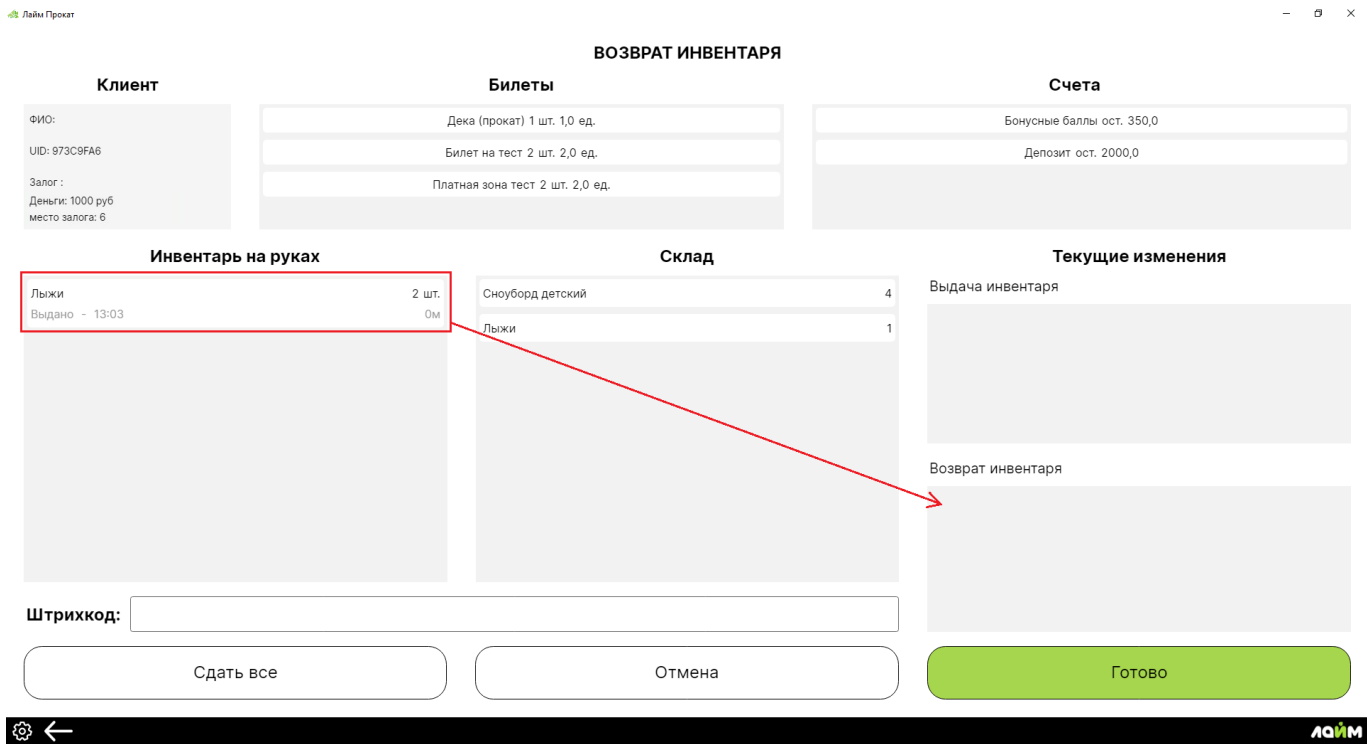 Лайм Прокат
ВОЗВРАТ ИНВЕНТАРЯ
Клиент
ФИО:
UID: 973C9FA6
Залог :
Деньги: 1000 руб
место залога: 6
Билеты
Дека (прокат) 1 шт. 1,0 ед.
Билет на тест 2 шт. 2,0 ед.
Платная зона тест 2 шт. 2,0 ед.
Счета
Бонусные баллы ост. 350,0
Депозит ост. 2000,0
Инвентарь на руках
Лыжи 2 шт.
Выдано - 13:03 0м
Склад
Сноуборд детский 4
Лыжи 1
Текущие изменения
Выдача инвентаря
Возврат инвентаря
Штрихкод:
Сдать все
Отмена
Готово
лайм